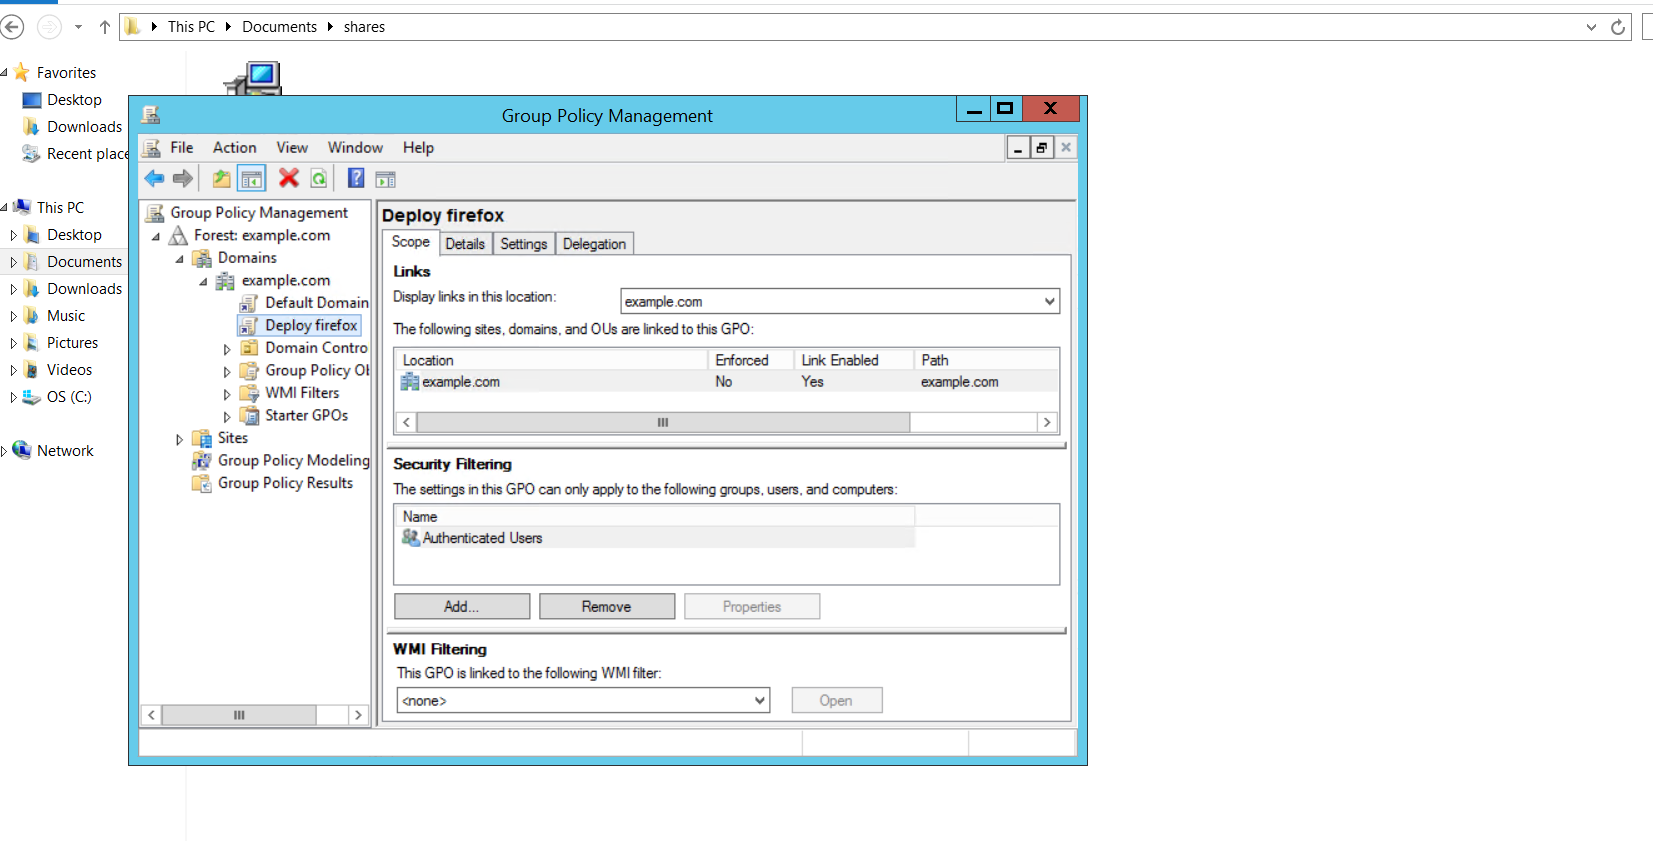 This PC Documents shares
Favorites
Desktop
Downloads
Recent place
This PC
Desktop
Documents
Downloads
Music
Pictures
Videos
OS (C:)
Network
Group Policy Management
X
File Action View Window Help
Group Policy Management
Forest: example.com
Domains
example.com
Default Domain
Deploy firefox
Domain Contro
Group Policy Ob
WMI Filters
Starter GPOs
Sites
Group Policy Modeling
Group Policy Results
Deploy firefox
Scope Details Settings Delegation
Links
Display links in this location: example.com
The following sites, domains, and OUs are linked to this GPO:
Location Enforced Link Enabled Path
example.com No Yes example.com
Security Filtering
The settings in this GPO can only apply to the following groups, users, and computers:
Name
Authenticated Users
Add... Remove Properties
WMI Filtering
This GPO is linked to the following WMI filter:
<none> Open